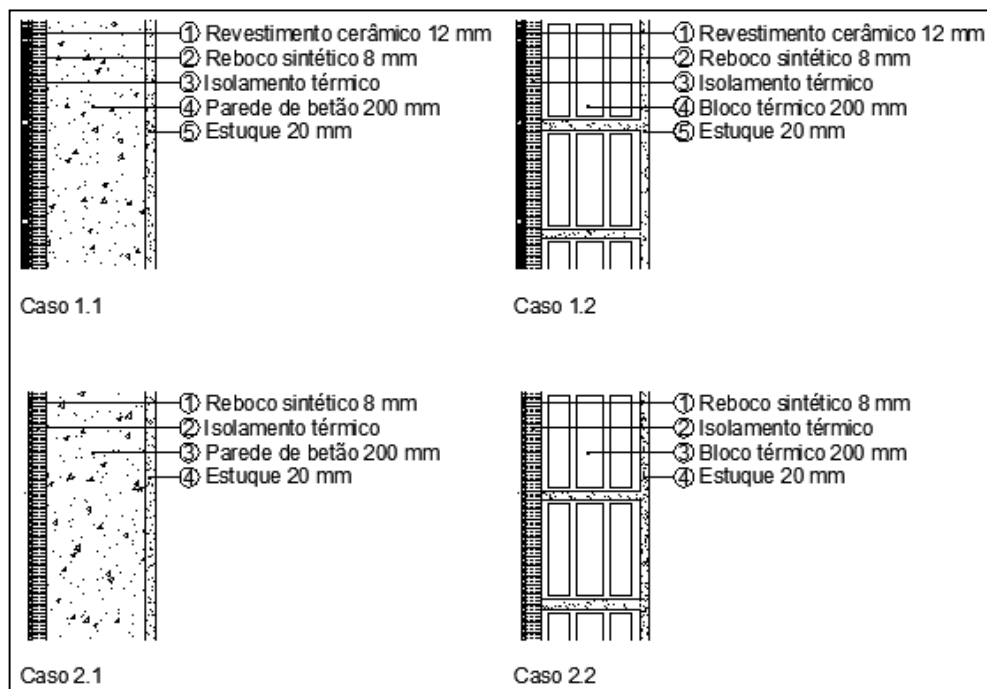 ① Revestimento cerâmico 12 mm
② Reboco sintético 8 mm
③ Isolamento térmico
④ Parede de betão 200 mm
⑤ Estuque 20 mm
Caso 1.1
① Revestimento cerâmico 12 mm
② Reboco sintético 8 mm
③ Isolamento térmico
④ Bloco térmico 200 mm
⑤ Estuque 20 mm
Caso 1.2
① Reboco sintético 8 mm
② Isolamento térmico
③ Parede de betão 200 mm
④ Estuque 20 mm
Caso 2.1
① Reboco sintético 8 mm
② Isolamento térmico
③ Bloco térmico 200 mm
④ Estuque 20 mm
Caso 2.2